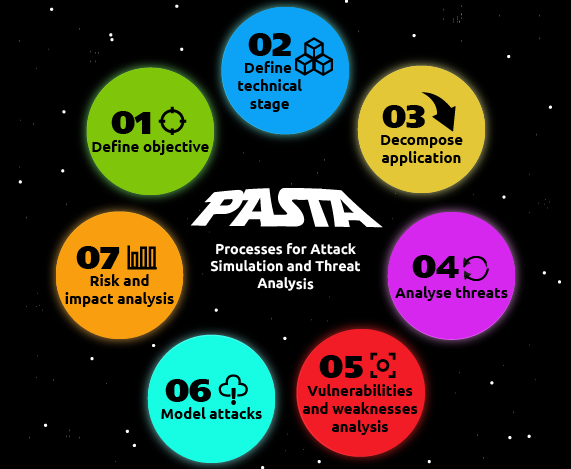 PASTA
Processes for Attack
Simulation and Threat
Analysis
01
Define objective
02
Define
technical
stage
03
Decompose
application
04
Analyse threats
05
Vulnerabilities
and weaknesses
analysis
06
Model attacks
07
Risk and
impact analysis